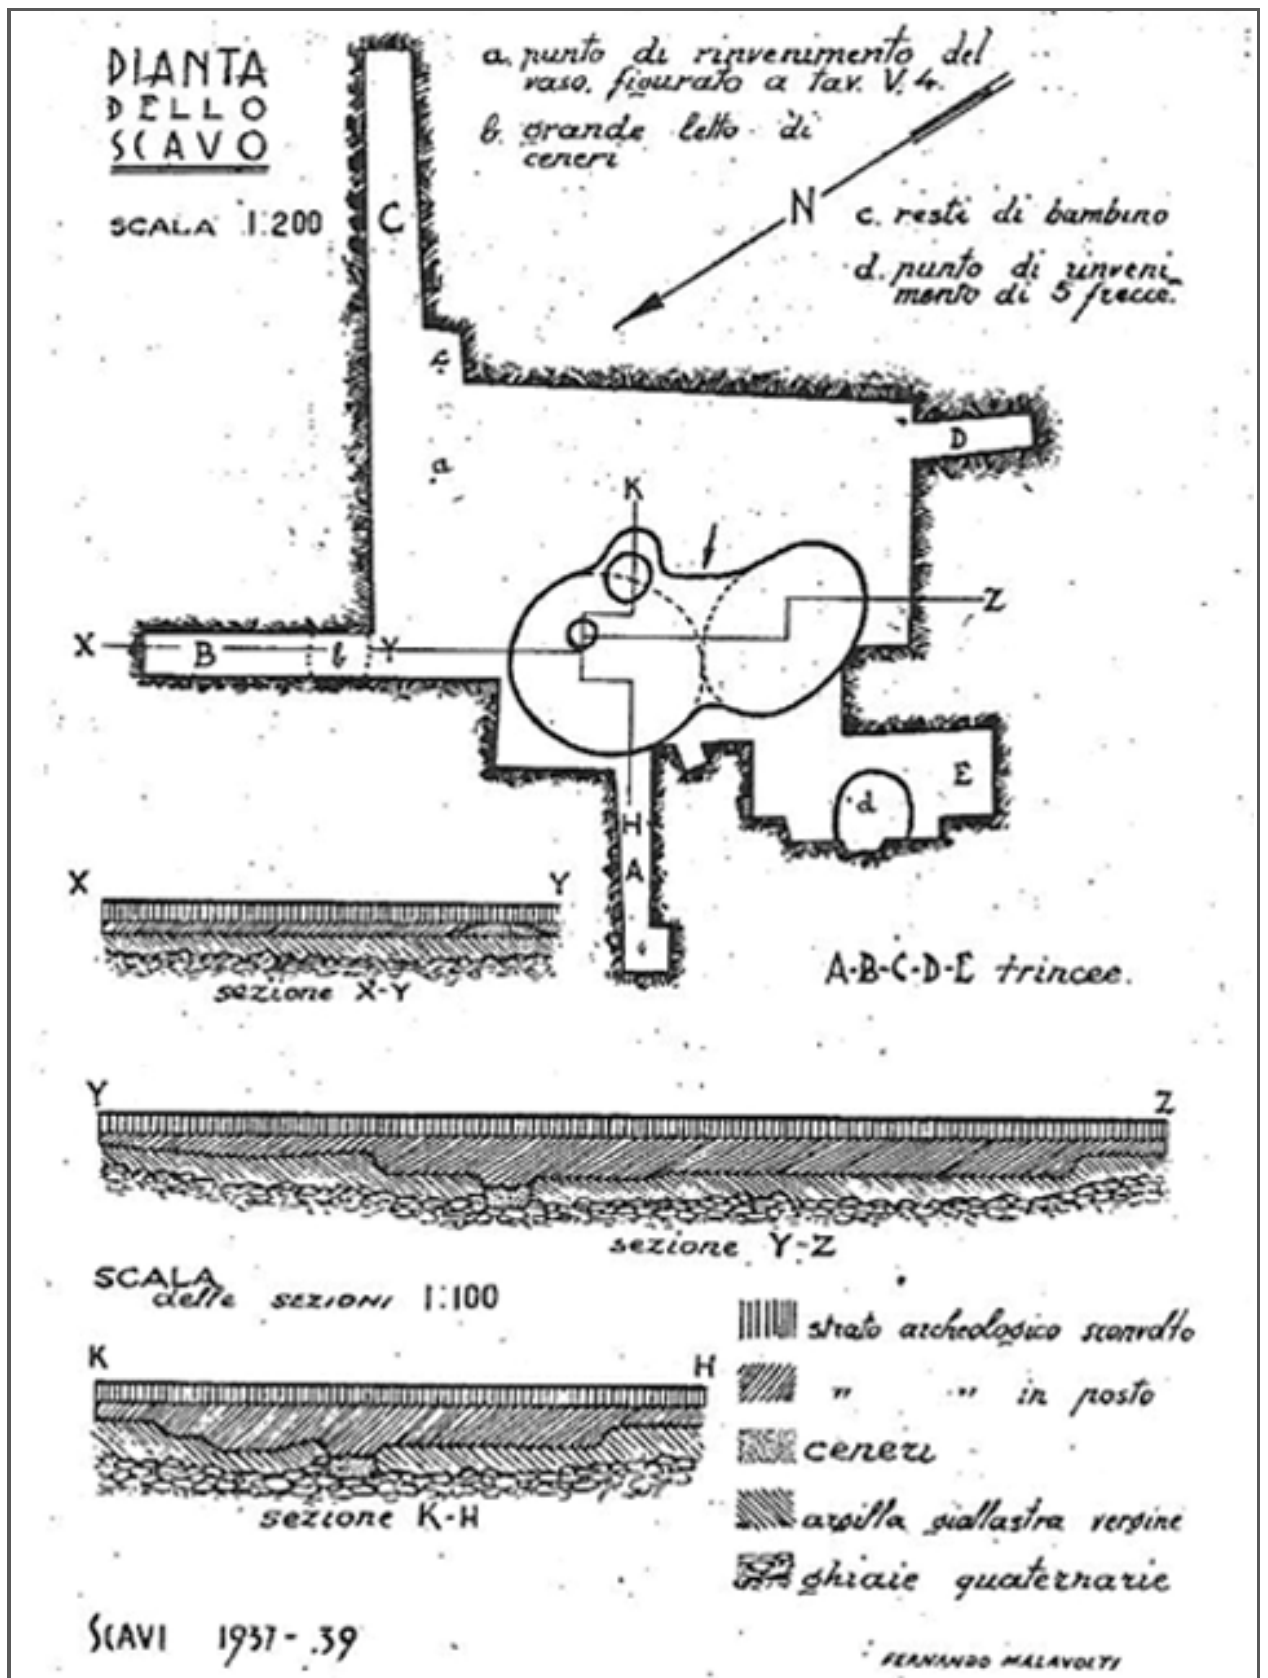 PIANTA
DELLO
SCAVO
SCALA 1:200
a. punto di rinvenimento del
vaso, figurato a tav. V, 4.
b. grande letto di
ceneri
N
c. resti di bambino
d. punto di rinveni_
mento di 5 frecce.
C
c
a
D
K
Z
X
B
b
Y
E
d
H
A
X
Y
sezione X-Y
A-B-C-D-E trincee.
Y
Z
sezione Y-Z
SCALA
delle SEZIONI 1:100
K
H
sezione K-H
strato archeologico sconvolto
" " in posto
ceneri
argilla giallastra vergine
ghiaie quaternarie
SCAVI 1937-39
FERNANDO MALAVOLTI